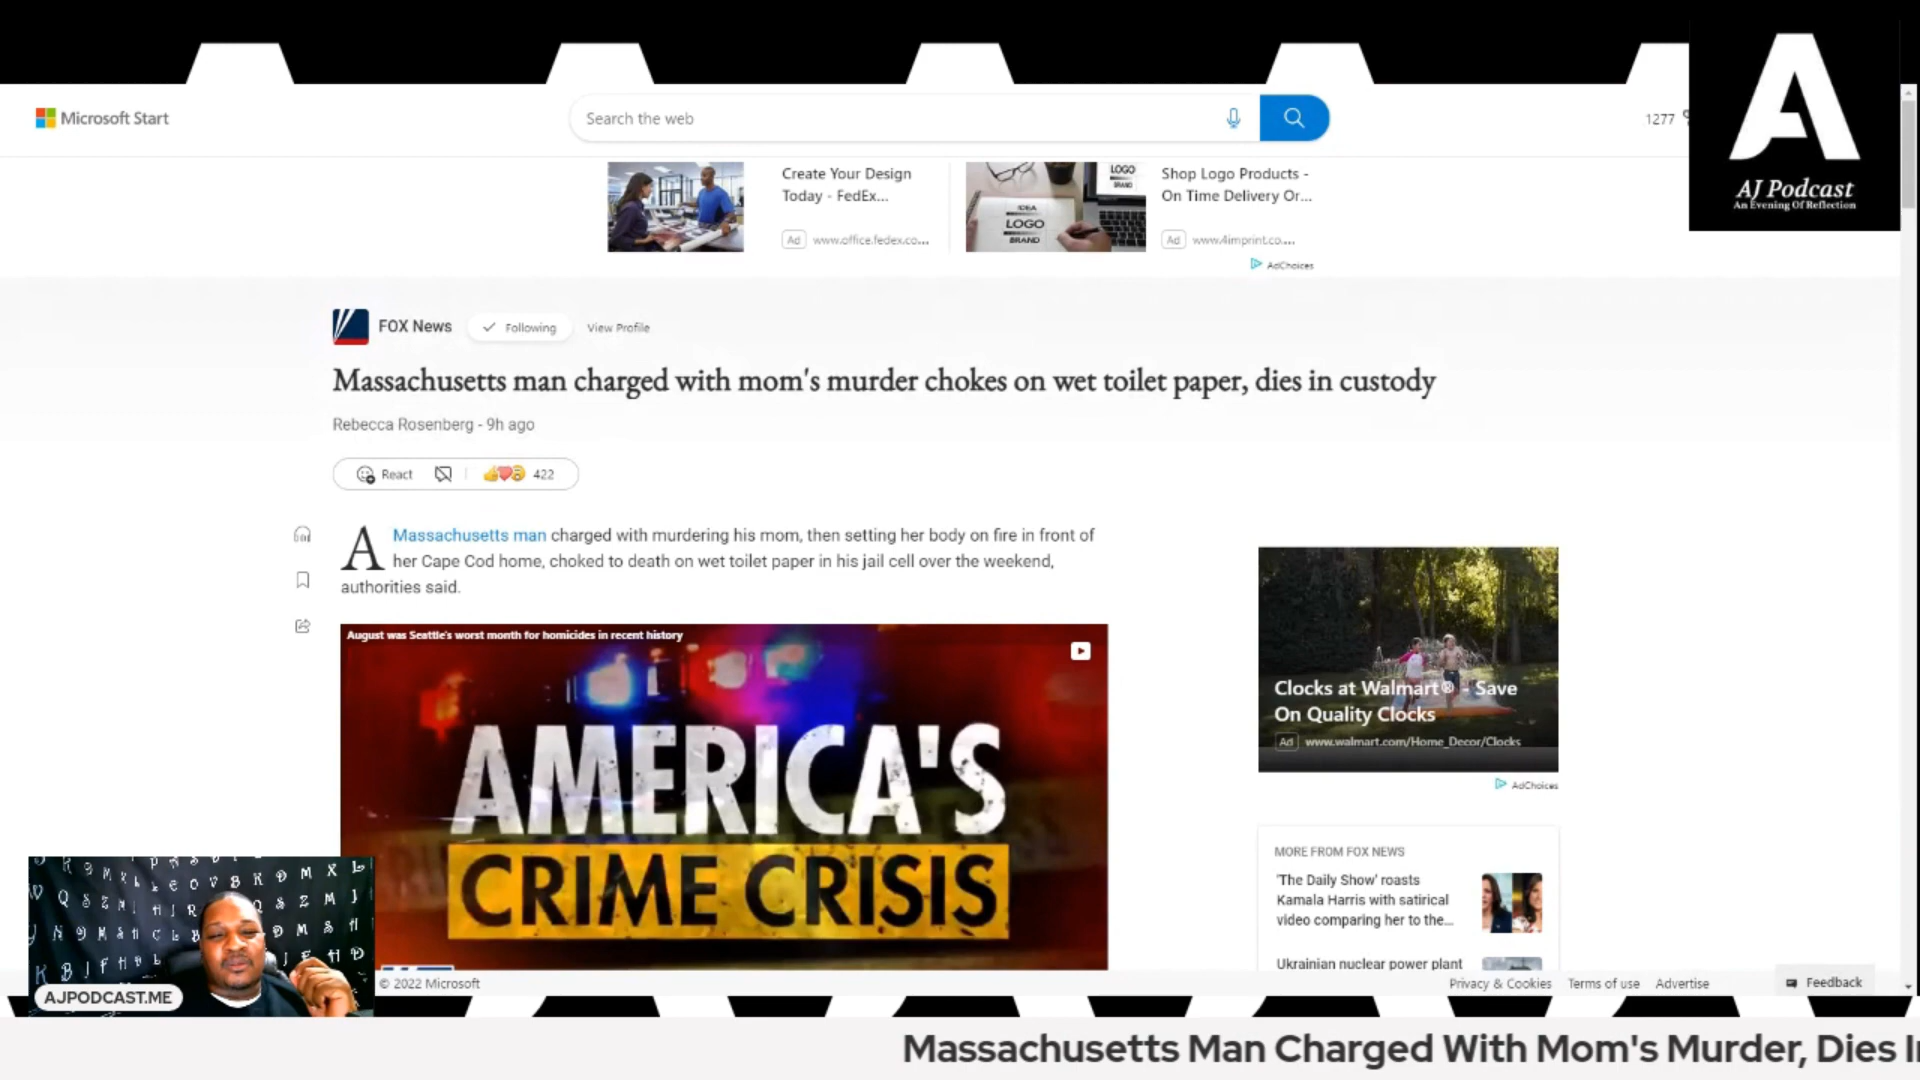 Microsoft Start
Search the web
1277
A
AJ Podcast
An Evening Of Reflection
Create Your Design
Today - FedEx...
Ad www.office.fedex.co...
LOGO
BRAND
IDEA
LOGO
BRAND
Shop Logo Products -
On Time Delivery Or...
Ad www.4imprint.co....
AdChoices
FOX News Following View Profile
Massachusetts man charged with mom's murder chokes on wet toilet paper, dies in custody
Rebecca Rosenberg - 9h ago
React 422
A Massachusetts man charged with murdering his mom, then setting her body on fire in front of
her Cape Cod home, choked to death on wet toilet paper in his jail cell over the weekend,
authorities said.
August was Seattle's worst month for homicides in recent history
AMERICA'S
CRIME CRISIS
Clocks at Walmart® - Save
On Quality Clocks
Ad www.walmart.com/Home_Decor/Clocks
AdChoices
MORE FROM FOX NEWS
'The Daily Show' roasts
Kamala Harris with satirical
video comparing her to the...
Ukrainian nuclear power plant
AJPODCAST.ME
© 2022 Microsoft
Privacy & Cookies Terms of use Advertise Feedback
Massachusetts Man Charged With Mom's Murder, Dies